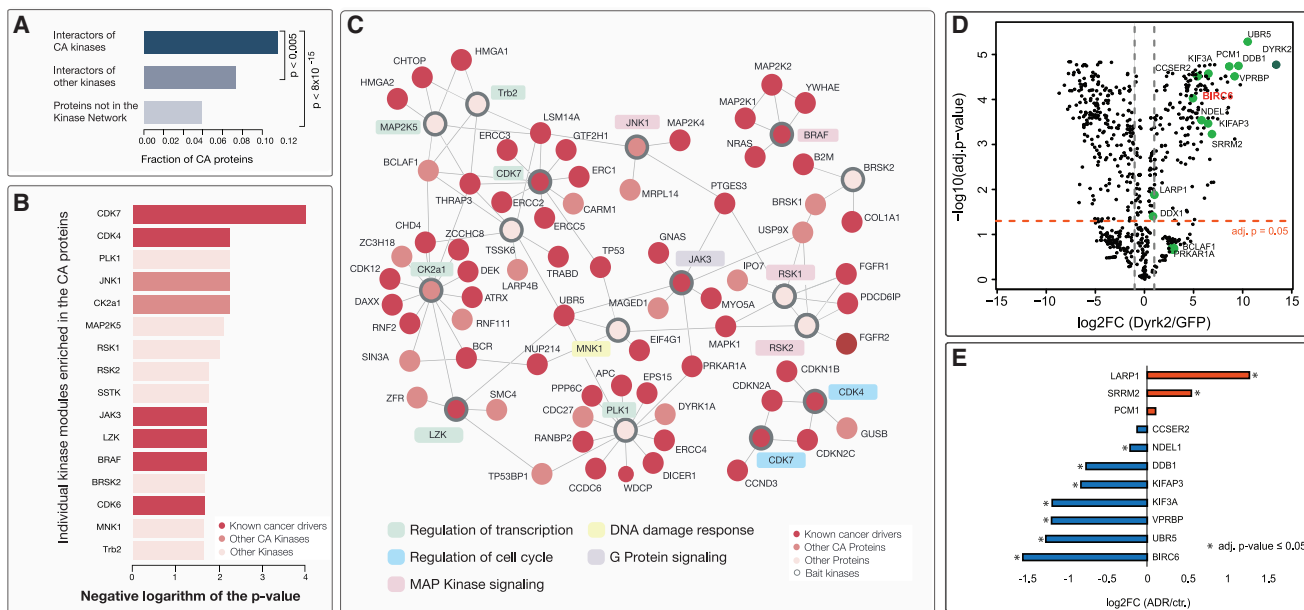 A
Interactors of
CA kinases
Interactors of
other kinases
Proteins not in the
Kinase Network
p < 0.005
p < 8x10 -15
0.00 0.02 0.04 0.06 0.08 0.10 0.12
Fraction of CA proteins
B
Individual kinase modules enriched in the CA proteins
CDK7
CDK4
PLK1
JNK1
CK2a1
MAP2K5
RSK1
RSK2
SSTK
JAK3
LZK
BRAF
BRSK2
CDK6
MNK1
Trb2
Known cancer drivers
Other CA Kinases
Other Kinases
0 1 2 3 4
Negative logarithm of the p-value
C
HMGA1
CHTOP
HMGA2
Trb2
MAP2K5
LSM14A
ERCC3
GTF2H1
BCLAF1
CDK7
ERC1
THRAP3
ERCC2
CARM1
ERCC5
JNK1
MAP2K4
MRPL14
MAP2K2
MAP2K1
YWHAE
NRAS
BRAF
B2M
BRSK2
PTGES3
BRSK1
COL1A1
USP9X
CHD4
ZC3H18
ZCCHC8
TSSK6
TP53
GNAS
JAK3
CDK12
CK2a1
DEK
TRABD
LARP4B
IPO7
RSK1
FGFR1
DAXX
ATRX
UBR5
MAGED1
MYO5A
PDCD6IP
RNF2
RNF111
MNK1
EIF4G1
MAPK1
RSK2
FGFR2
SIN3A
BCR
NUP214
PRKAR1A
APC
EPS15
PPP6C
CDKN1B
CDKN2A
CDK4
ZFR
SMC4
CDC27
PLK1
DYRK1A
GUSB
LZK
RANBP2
ERCC4
CDK7
CDKN2C
TP53BP1
CCDC6
WDCP
DICER1
CCND3
Regulation of transcription
DNA damage response
Regulation of cell cycle
G Protein signaling
MAP Kinase signaling
Known cancer drivers
Other CA Proteins
Other Proteins
Bait kinases
D
-log10(adj.p-value)
5
4
3
2
1
0
UBR5
PCM1
DYRK2
KIF3A
DDB1
CCSER2
VPRBP
BIRC6
NDEL1
KIFAP3
SRRM2
LARP1
DDX1
adj. p = 0.05
BCLAF1
PRKAR1A
−15 −10 −5 0 5 10 15
log2FC (Dyrk2/GFP)
E
LARP1 *
SRRM2 *
PCM1
CCSER2
* NDEL1
* DDB1
* KIFAP3
* KIF3A
* VPRBP
* UBR5
* BIRC6
* adj. p-value ≤ 0.05
-1.5 -1 -0.5 0 0,5 1 1.5
log2FC (ADR/ctr.)